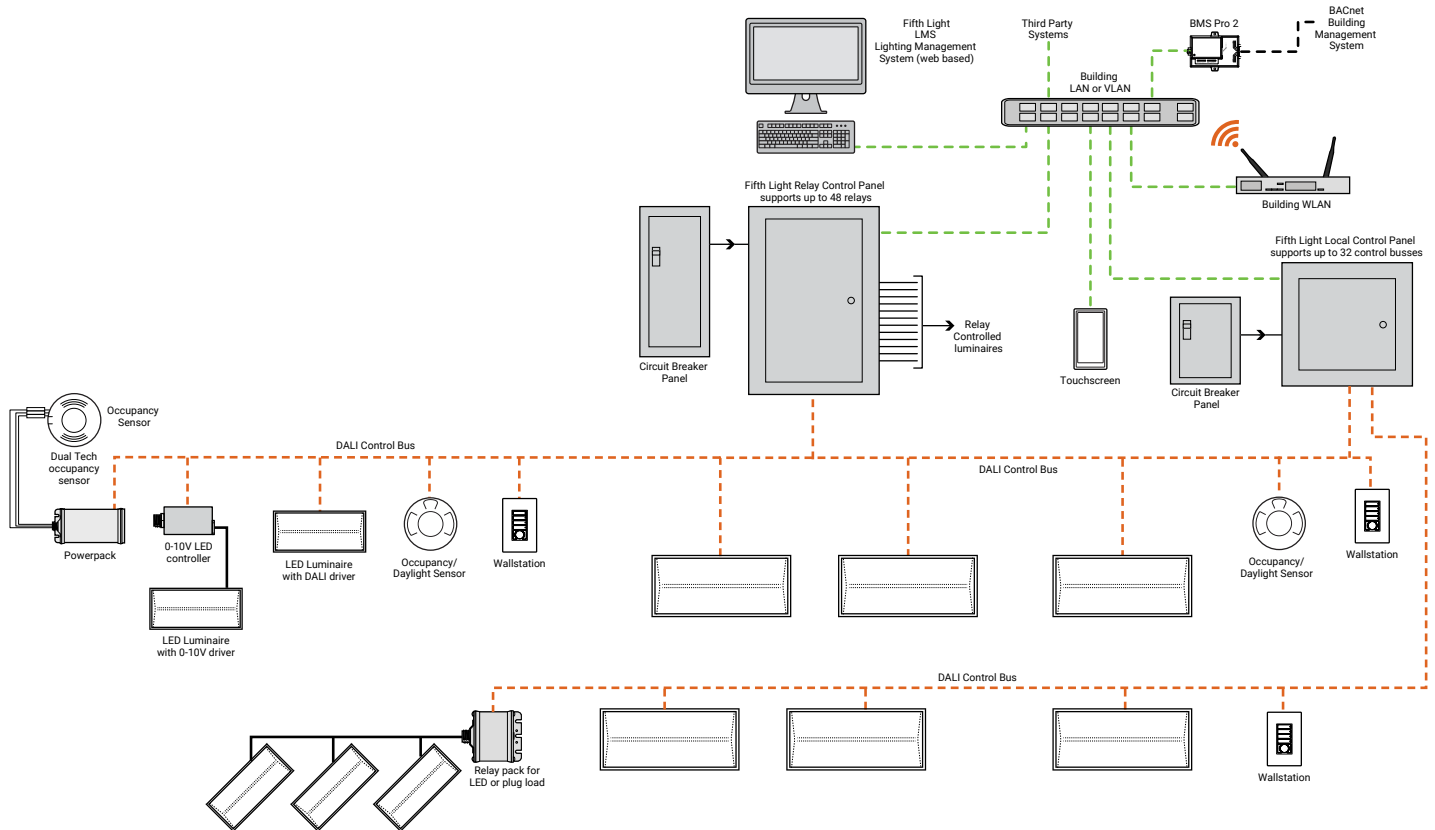 Fifth Light
LMS
Lighting Management
System (web based)
Third Party
Systems
BMS Pro 2
BACnet
Building
Management
System
Building
LAN or VLAN
Building WLAN
Fifth Light Relay Control Panel
supports up to 48 relays
Fifth Light Local Control Panel
supports up to 32 control busses
Relay
Controlled
luminaires
Circuit Breaker
Panel
Touchscreen
Circuit Breaker
Panel
Occupancy
Sensor
Dual Tech
occupancy
sensor
DALI Control Bus
DALI Control Bus
Powerpack
0-10V LED
controller
LED Luminaire
with DALI driver
Occupancy/
Daylight Sensor
Wallstation
Occupancy/
Daylight Sensor
Wallstation
LED Luminaire
with 0-10V driver
DALI Control Bus
Relay pack for
LED or plug load
Wallstation